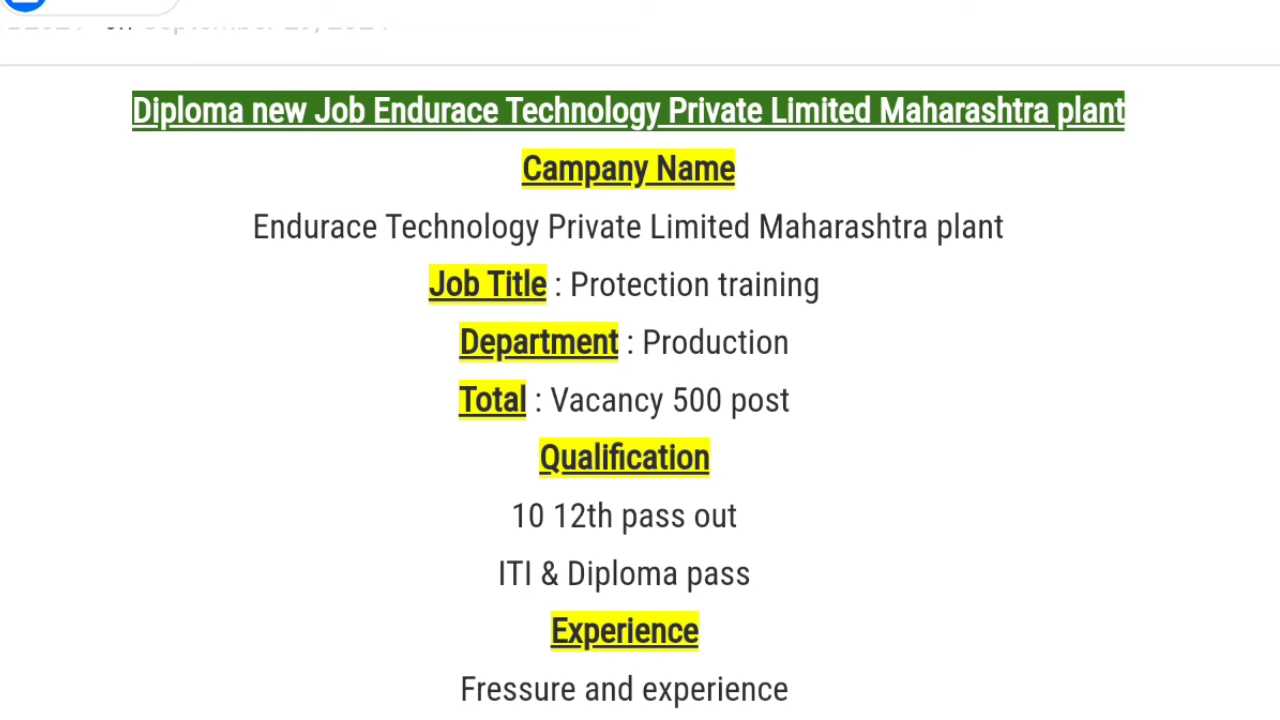 Diploma new Job Endurace Technology Private Limited Maharashtra plant
Campany Name
Endurace Technology Private Limited Maharashtra plant
Job Title : Protection training
Department : Production
Total : Vacancy 500 post
Qualification
10 12th pass out
ITI & Diploma pass
Experience
Fressure and experience